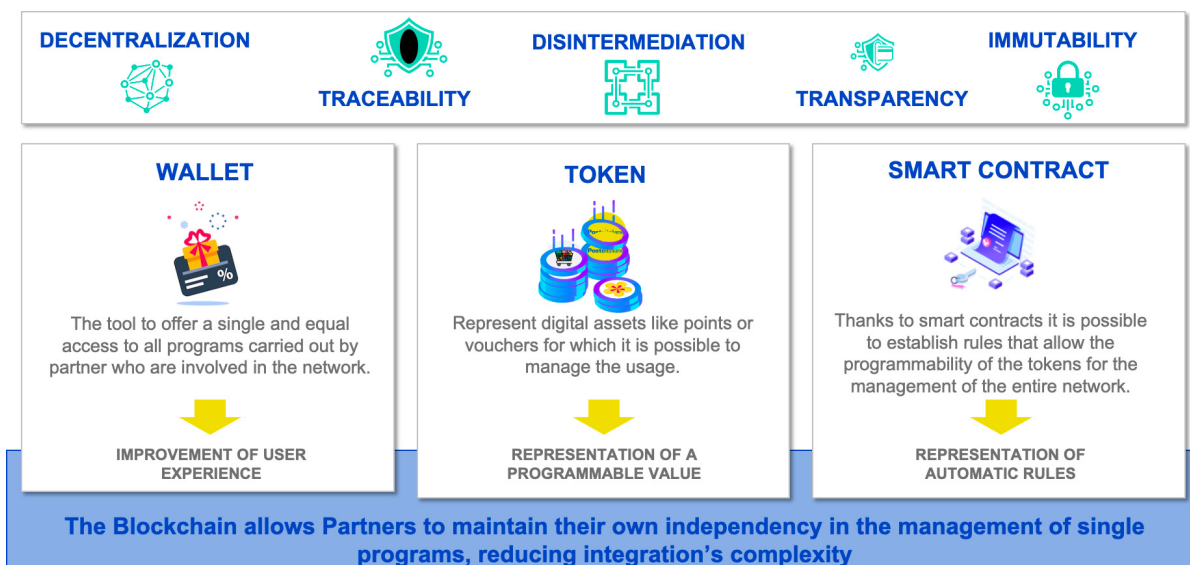 DECENTRALIZATION
TRACEABILITY
DISINTERMEDIATION
TRANSPARENCY
IMMUTABILITY
WALLET
%
The tool to offer a single and equal
access to all programs carried out by
partner who are involved in the network.
IMPROVEMENT OF USER
EXPERIENCE
TOKEN
Represent digital assets like points or
vouchers for which it is possible to
manage the usage.
REPRESENTATION OF A
PROGRAMMABLE VALUE
SMART CONTRACT
Thanks to smart contracts it is possible
to establish rules that allow the
programmability of the tokens for the
management of the entire network.
REPRESENTATION OF
AUTOMATIC RULES
The Blockchain allows Partners to maintain their own independency in the management of single
programs, reducing integration's complexity